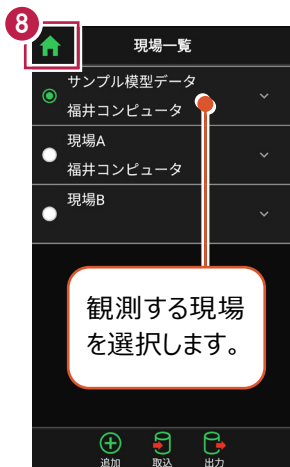 8
現場一覧
サンプル模型データ
福井コンピュータ
現場A
福井コンピュータ
現場B
観測する現場
を選択します。
追加 取込 出力